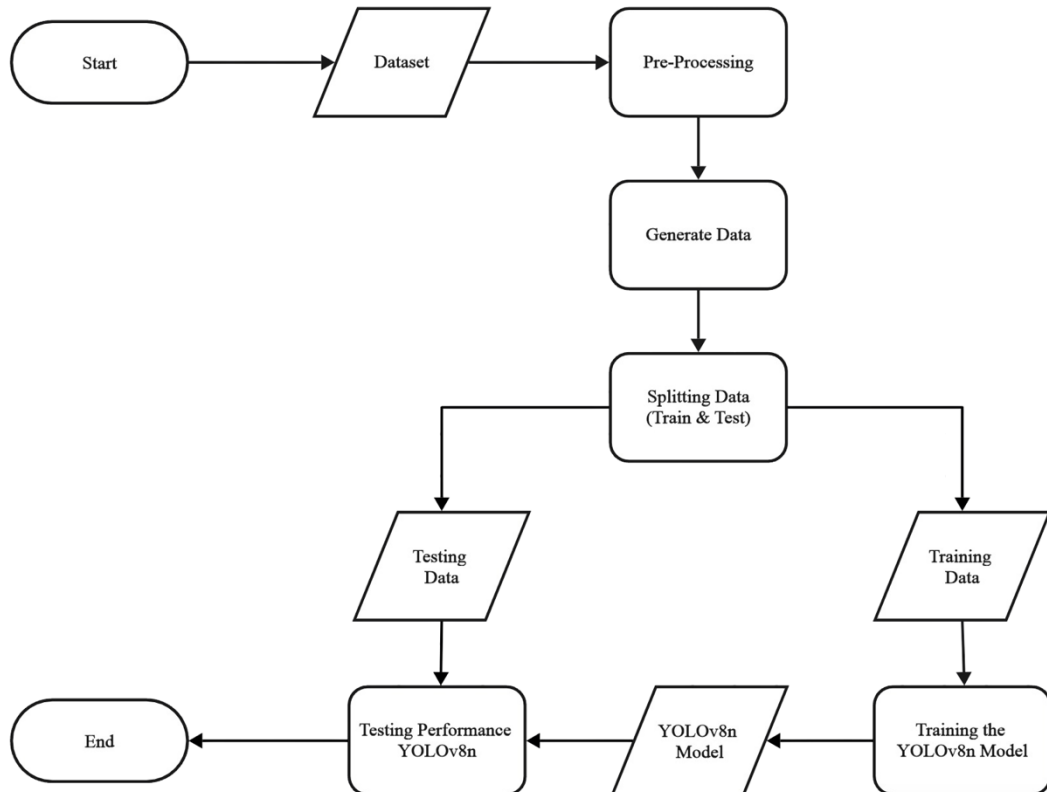 Start
Dataset
Pre-Processing
Generate Data
Splitting Data
(Train & Test)
Testing
Data
Training
Data
End
Testing Performance
YOLOv8n
YOLOv8n
Model
Training the
YOLOv8n Model